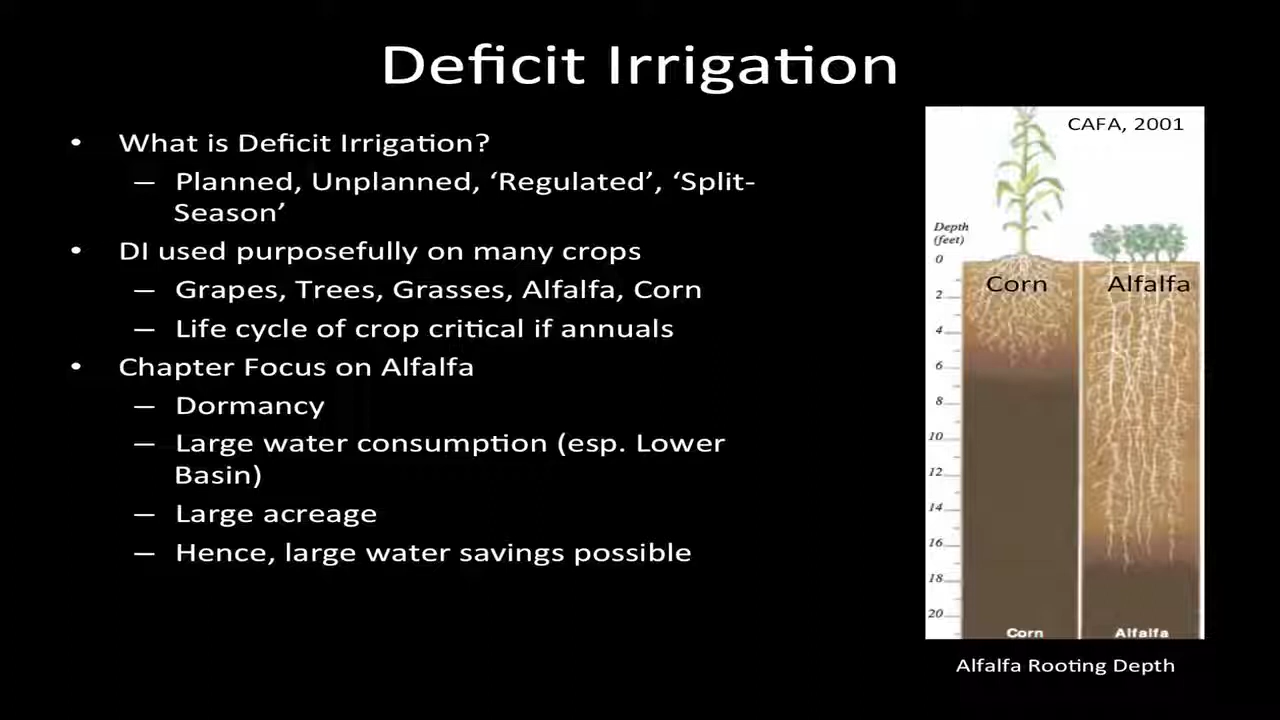 Deficit Irrigation
• What is Deficit Irrigation?
— Planned, Unplanned, ‘Regulated’, ‘Split-
Season’
• DI used purposefully on many crops
— Grapes, Trees, Grasses, Alfalfa, Corn
— Life cycle of crop critical if annuals
• Chapter Focus on Alfalfa
— Dormancy
— Large water consumption (esp. Lower
Basin)
— Large acreage
— Hence, large water savings possible
CAFA, 2001
Depth
(feet)
0
Corn
Alfalfa
2
4
6
8
10
12
14
16
18
20
Corn
Alfalfa
Alfalfa Rooting Depth